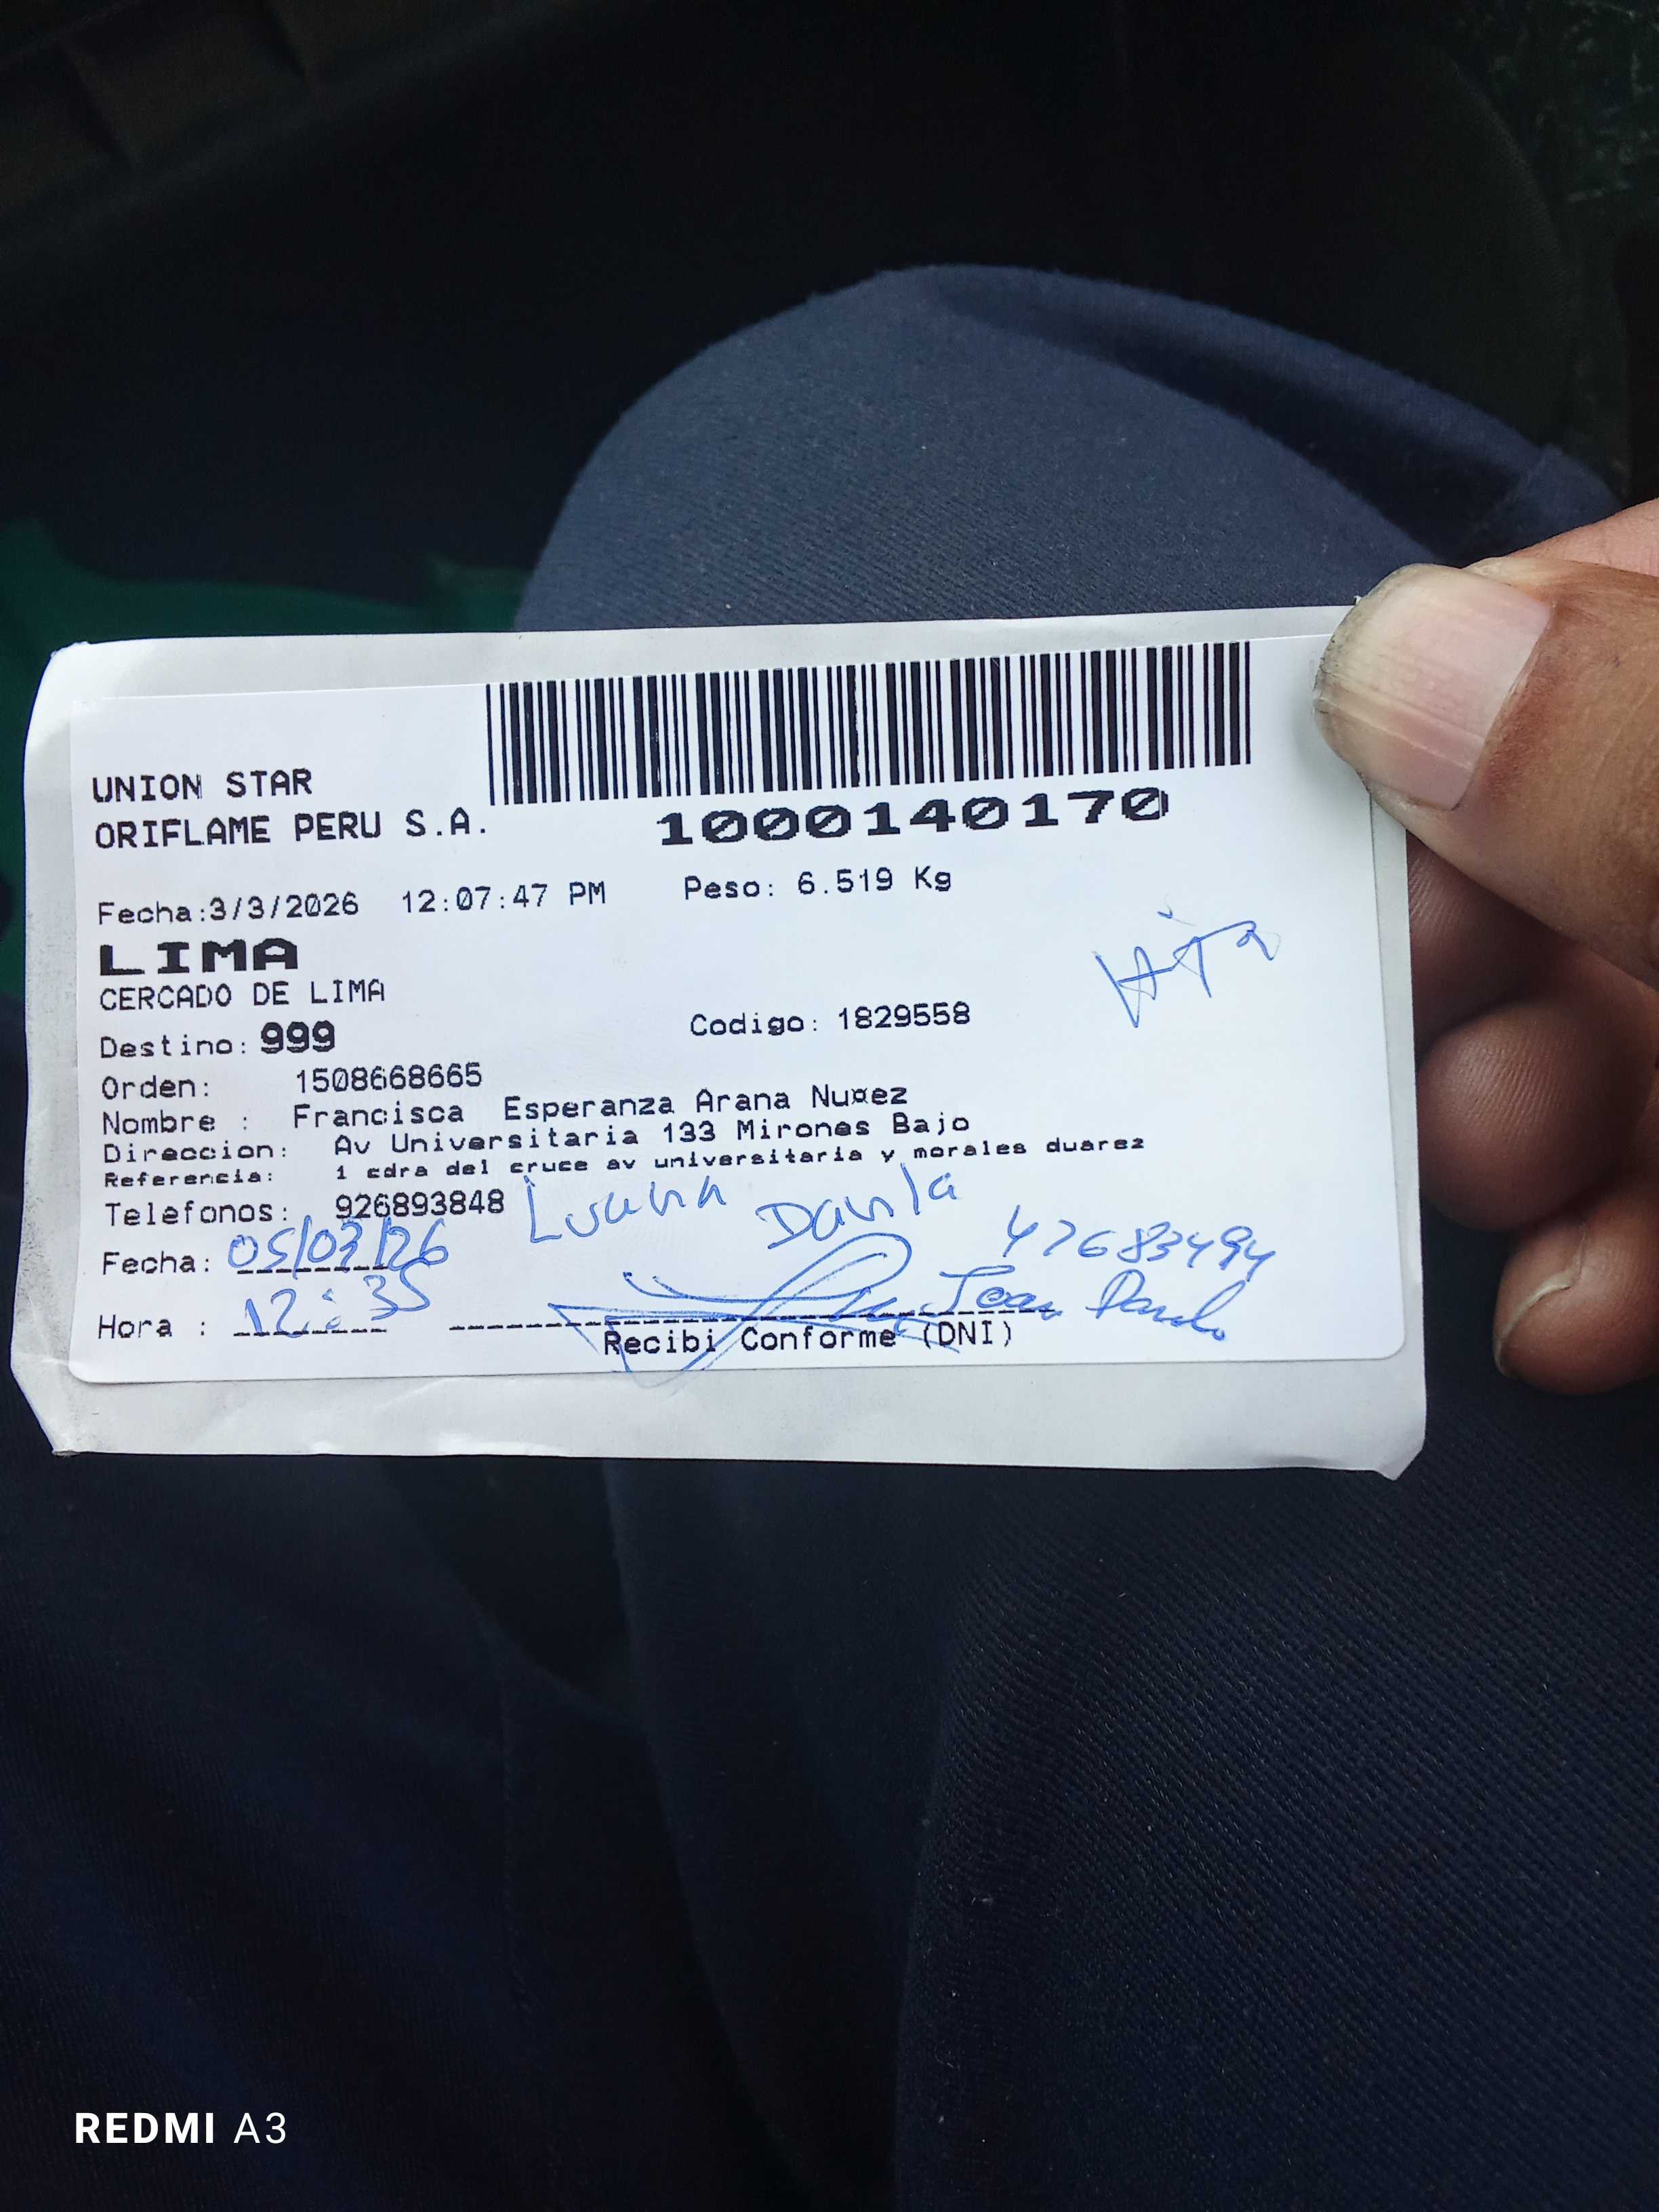 UNION STAR
ORIFLAME PERU S.A.
1000140170
Fecha:3/3/2026 12:07:47 PM Peso: 6.519 Kg
LIMA
CERCADO DE LIMA
Destino: 999 Codigo: 1829558
Orden: 1508668665
Nombre : Francisca Esperanza Arana Nu¤ez
Direccion: Av Universitaria 133 Mirones Bajo
Referencia: 1 cdra del cruce av universitaria y morales duarez
Telefonos: 926893848
Davila
47683494
Fecha: 05/03/26
Hora : 12:35
Recibi Conforme (DNI)
REDMI A3